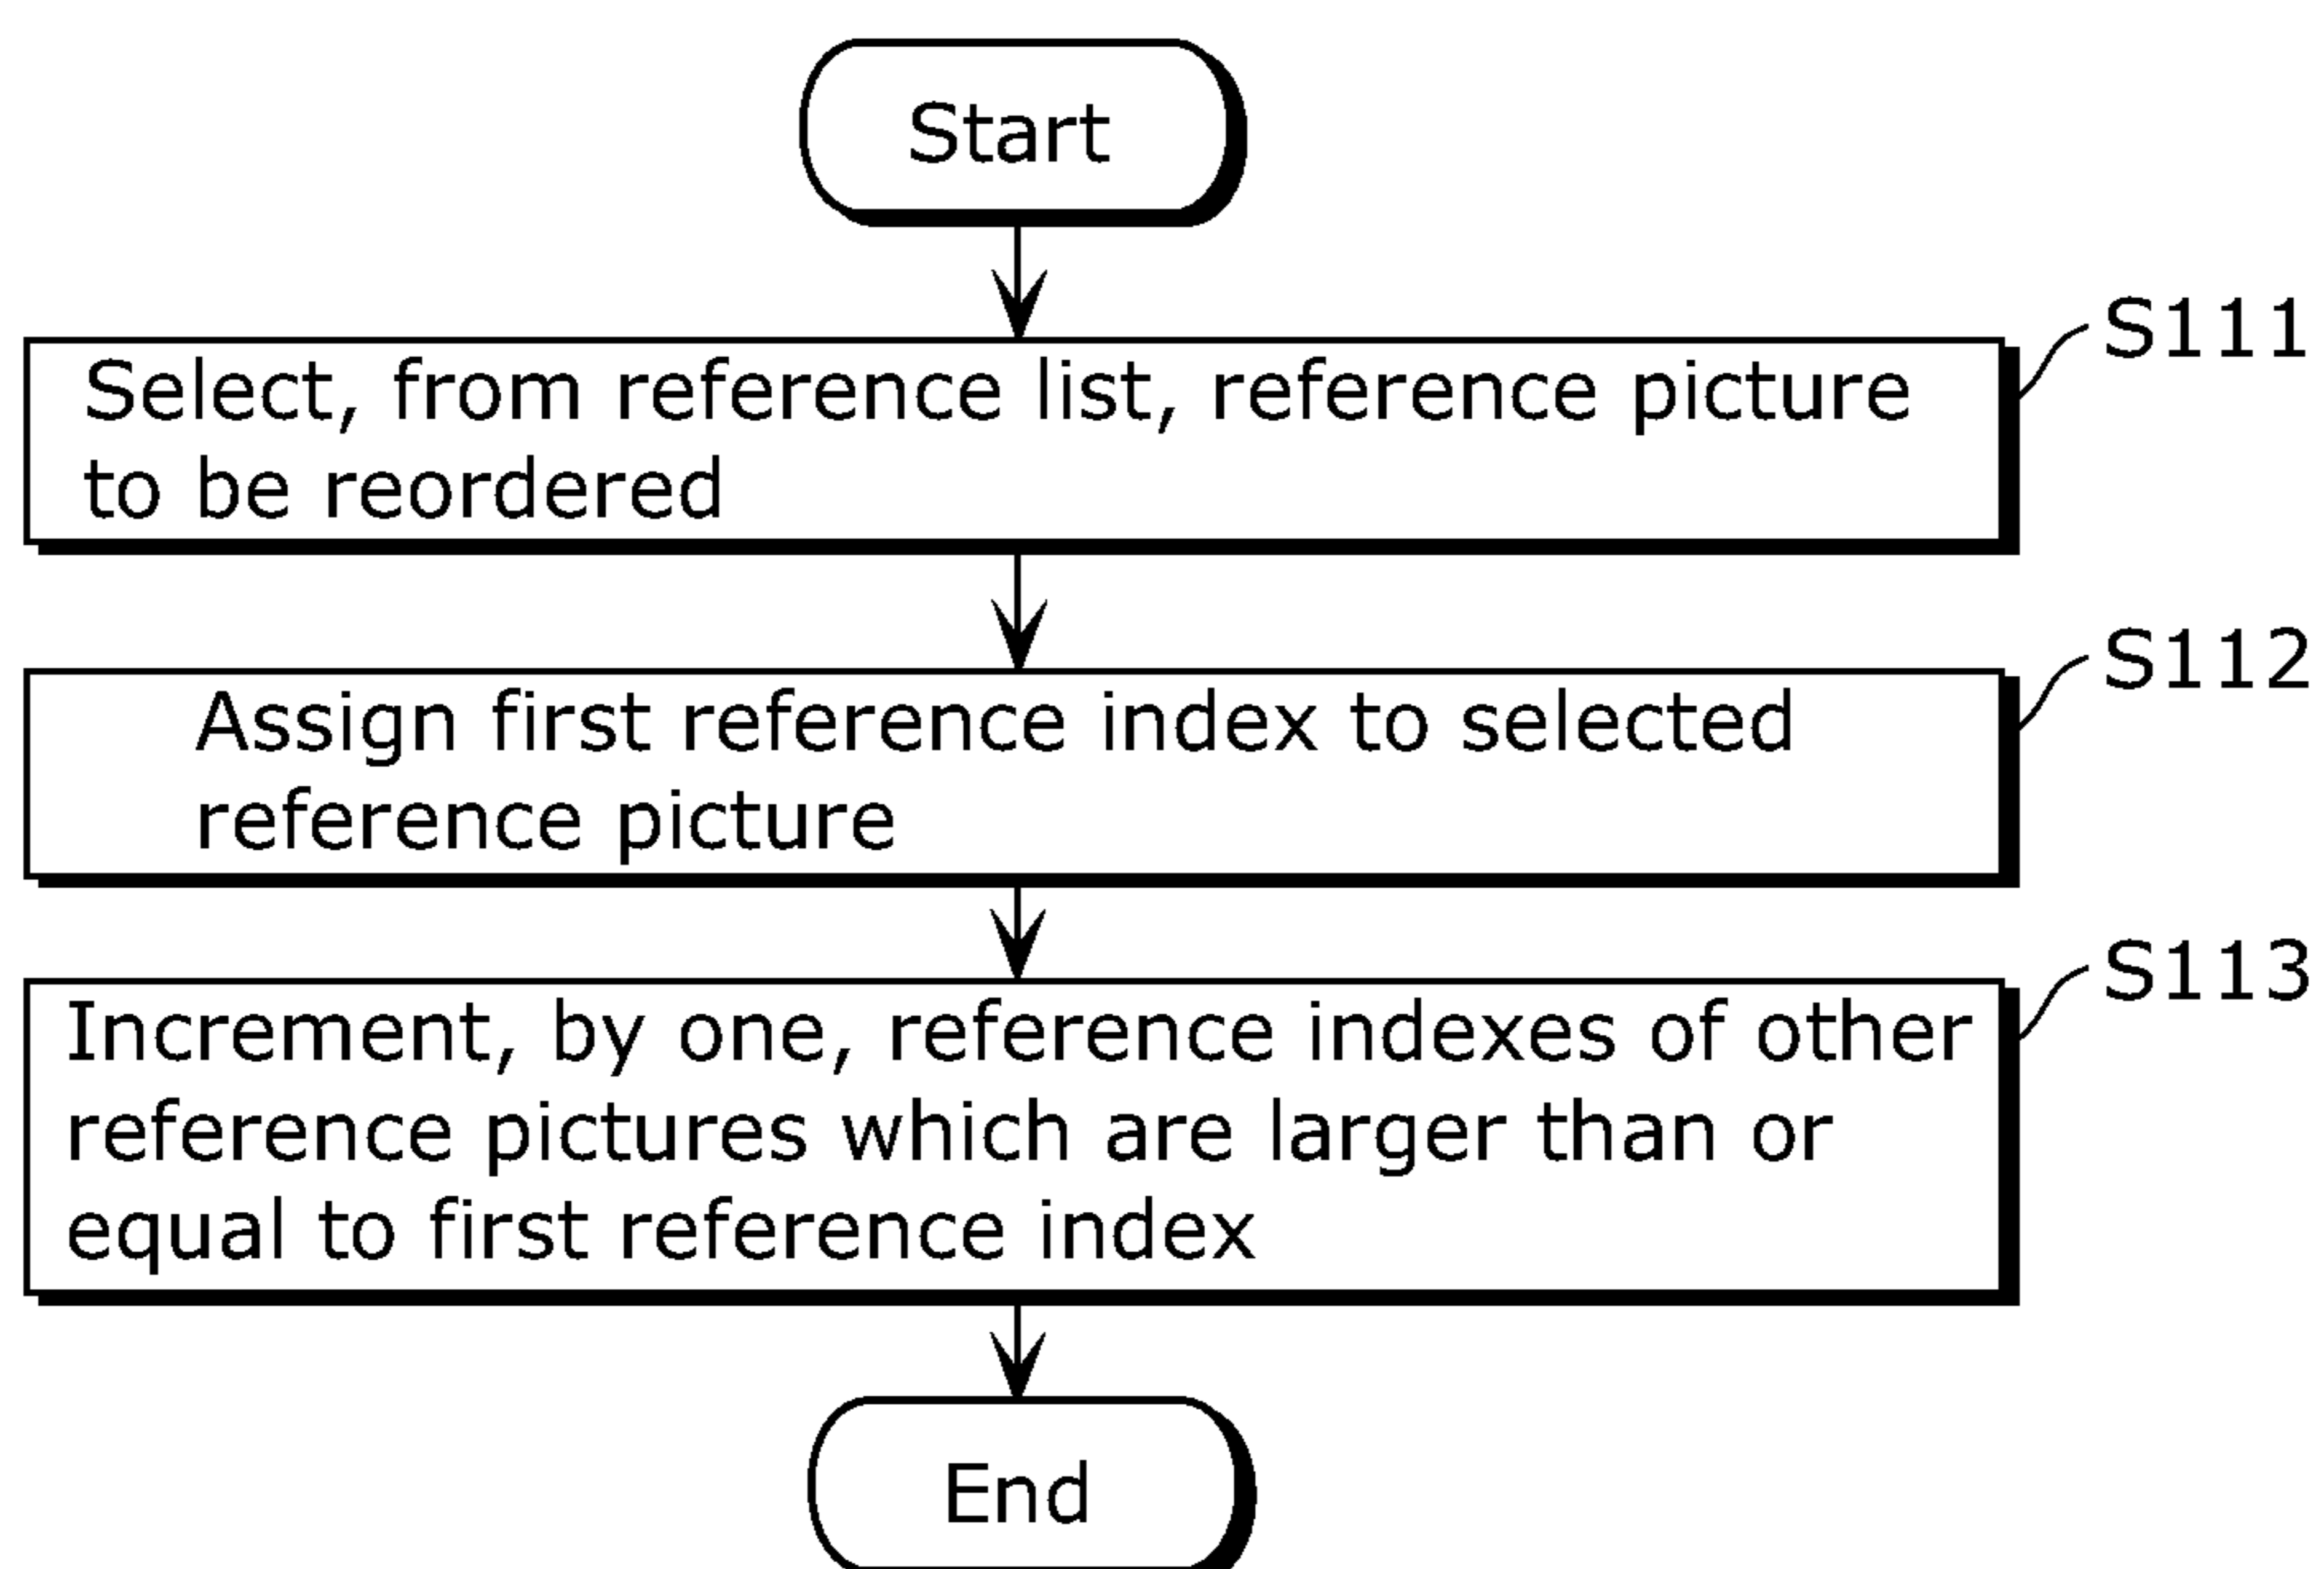 Start
S111
Select, from reference list, reference picture
to be reordered
S112
Assign first reference index to selected
reference picture
S113
Increment, by one, reference indexes of other
reference pictures which are larger than or
equal to first reference index
End